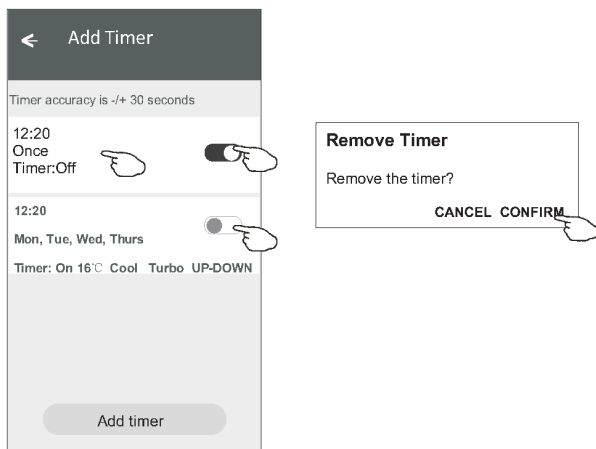 Add Timer
Timer accuracy is -/+ 30 seconds
12:20
Once
Timer:Off
12:20
Mon, Tue, Wed, Thurs
Timer: On 16℃ Cool Turbo UP-DOWN
Add timer
Remove Timer
Remove the timer?
CANCEL CONFIRM